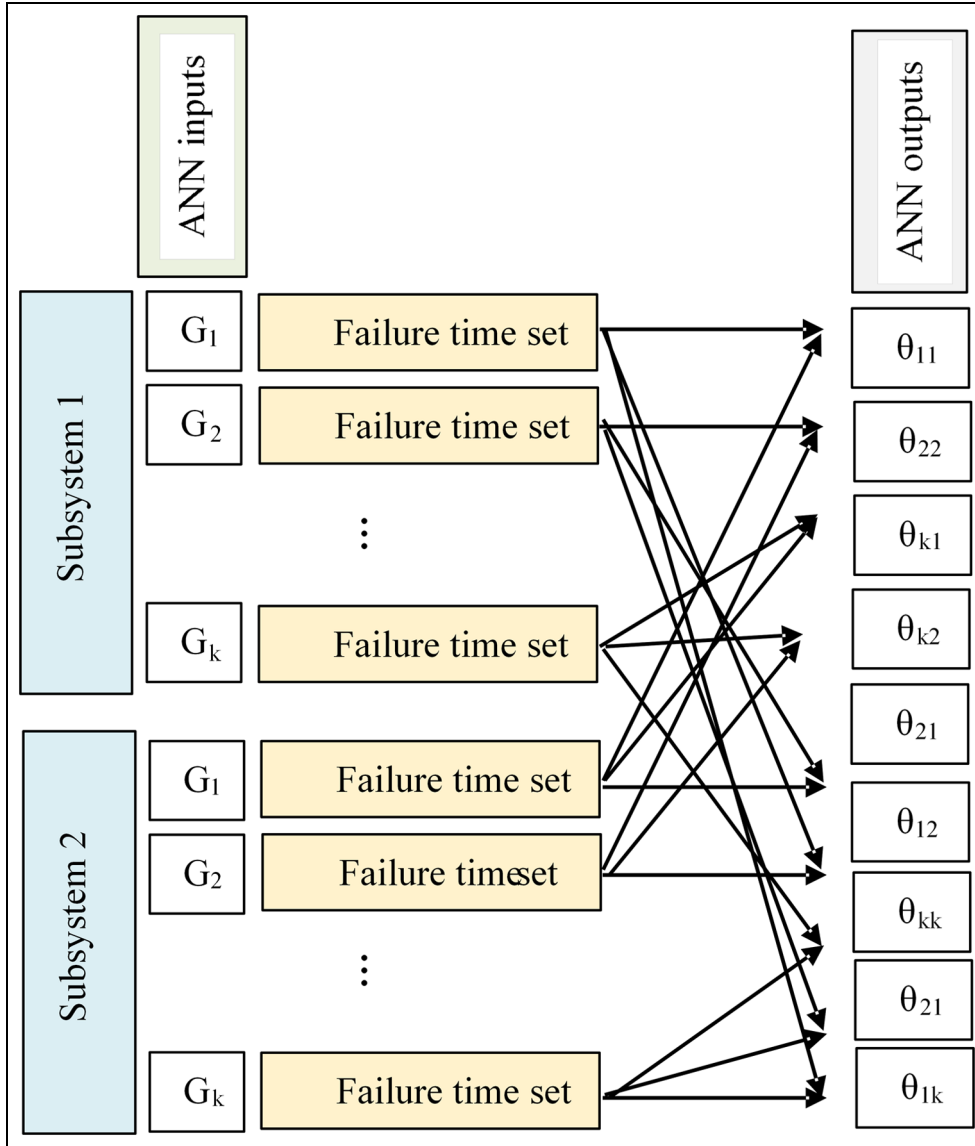 ANN inputs
ANN outputs
Subsystem 1
G₁ Failure time set
θ₁₁
G₂ Failure time set
θ₂₂
⋮
θₖ₁
Gₖ Failure time set
θₖ₂
θ₂₁
Subsystem 2
G₁ Failure time set
θ₁₂
G₂ Failure time set
θₖₖ
⋮
θ₂₁
Gₖ Failure time set
θ₁ₖ